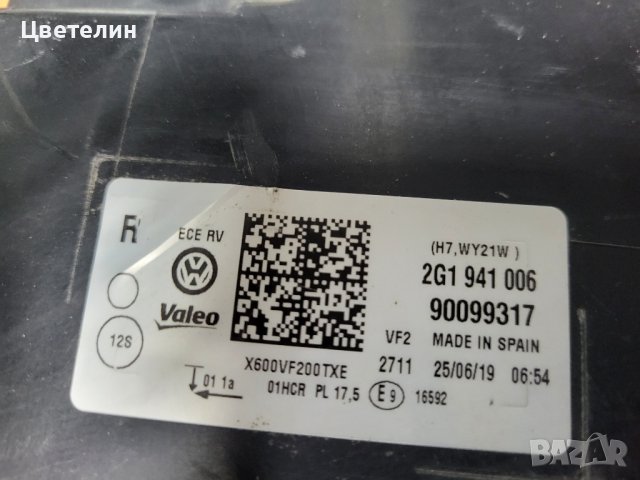 Цветелин
R
ECE RV
(H7,WY21W )
2G1 941 006
90099317
Valeo
12S
VF2 MADE IN SPAIN
X600VF200TXE
2711 25/06/19 06:54
01 1a
01HCR PL 17,5
E 9
16592
BAZAR